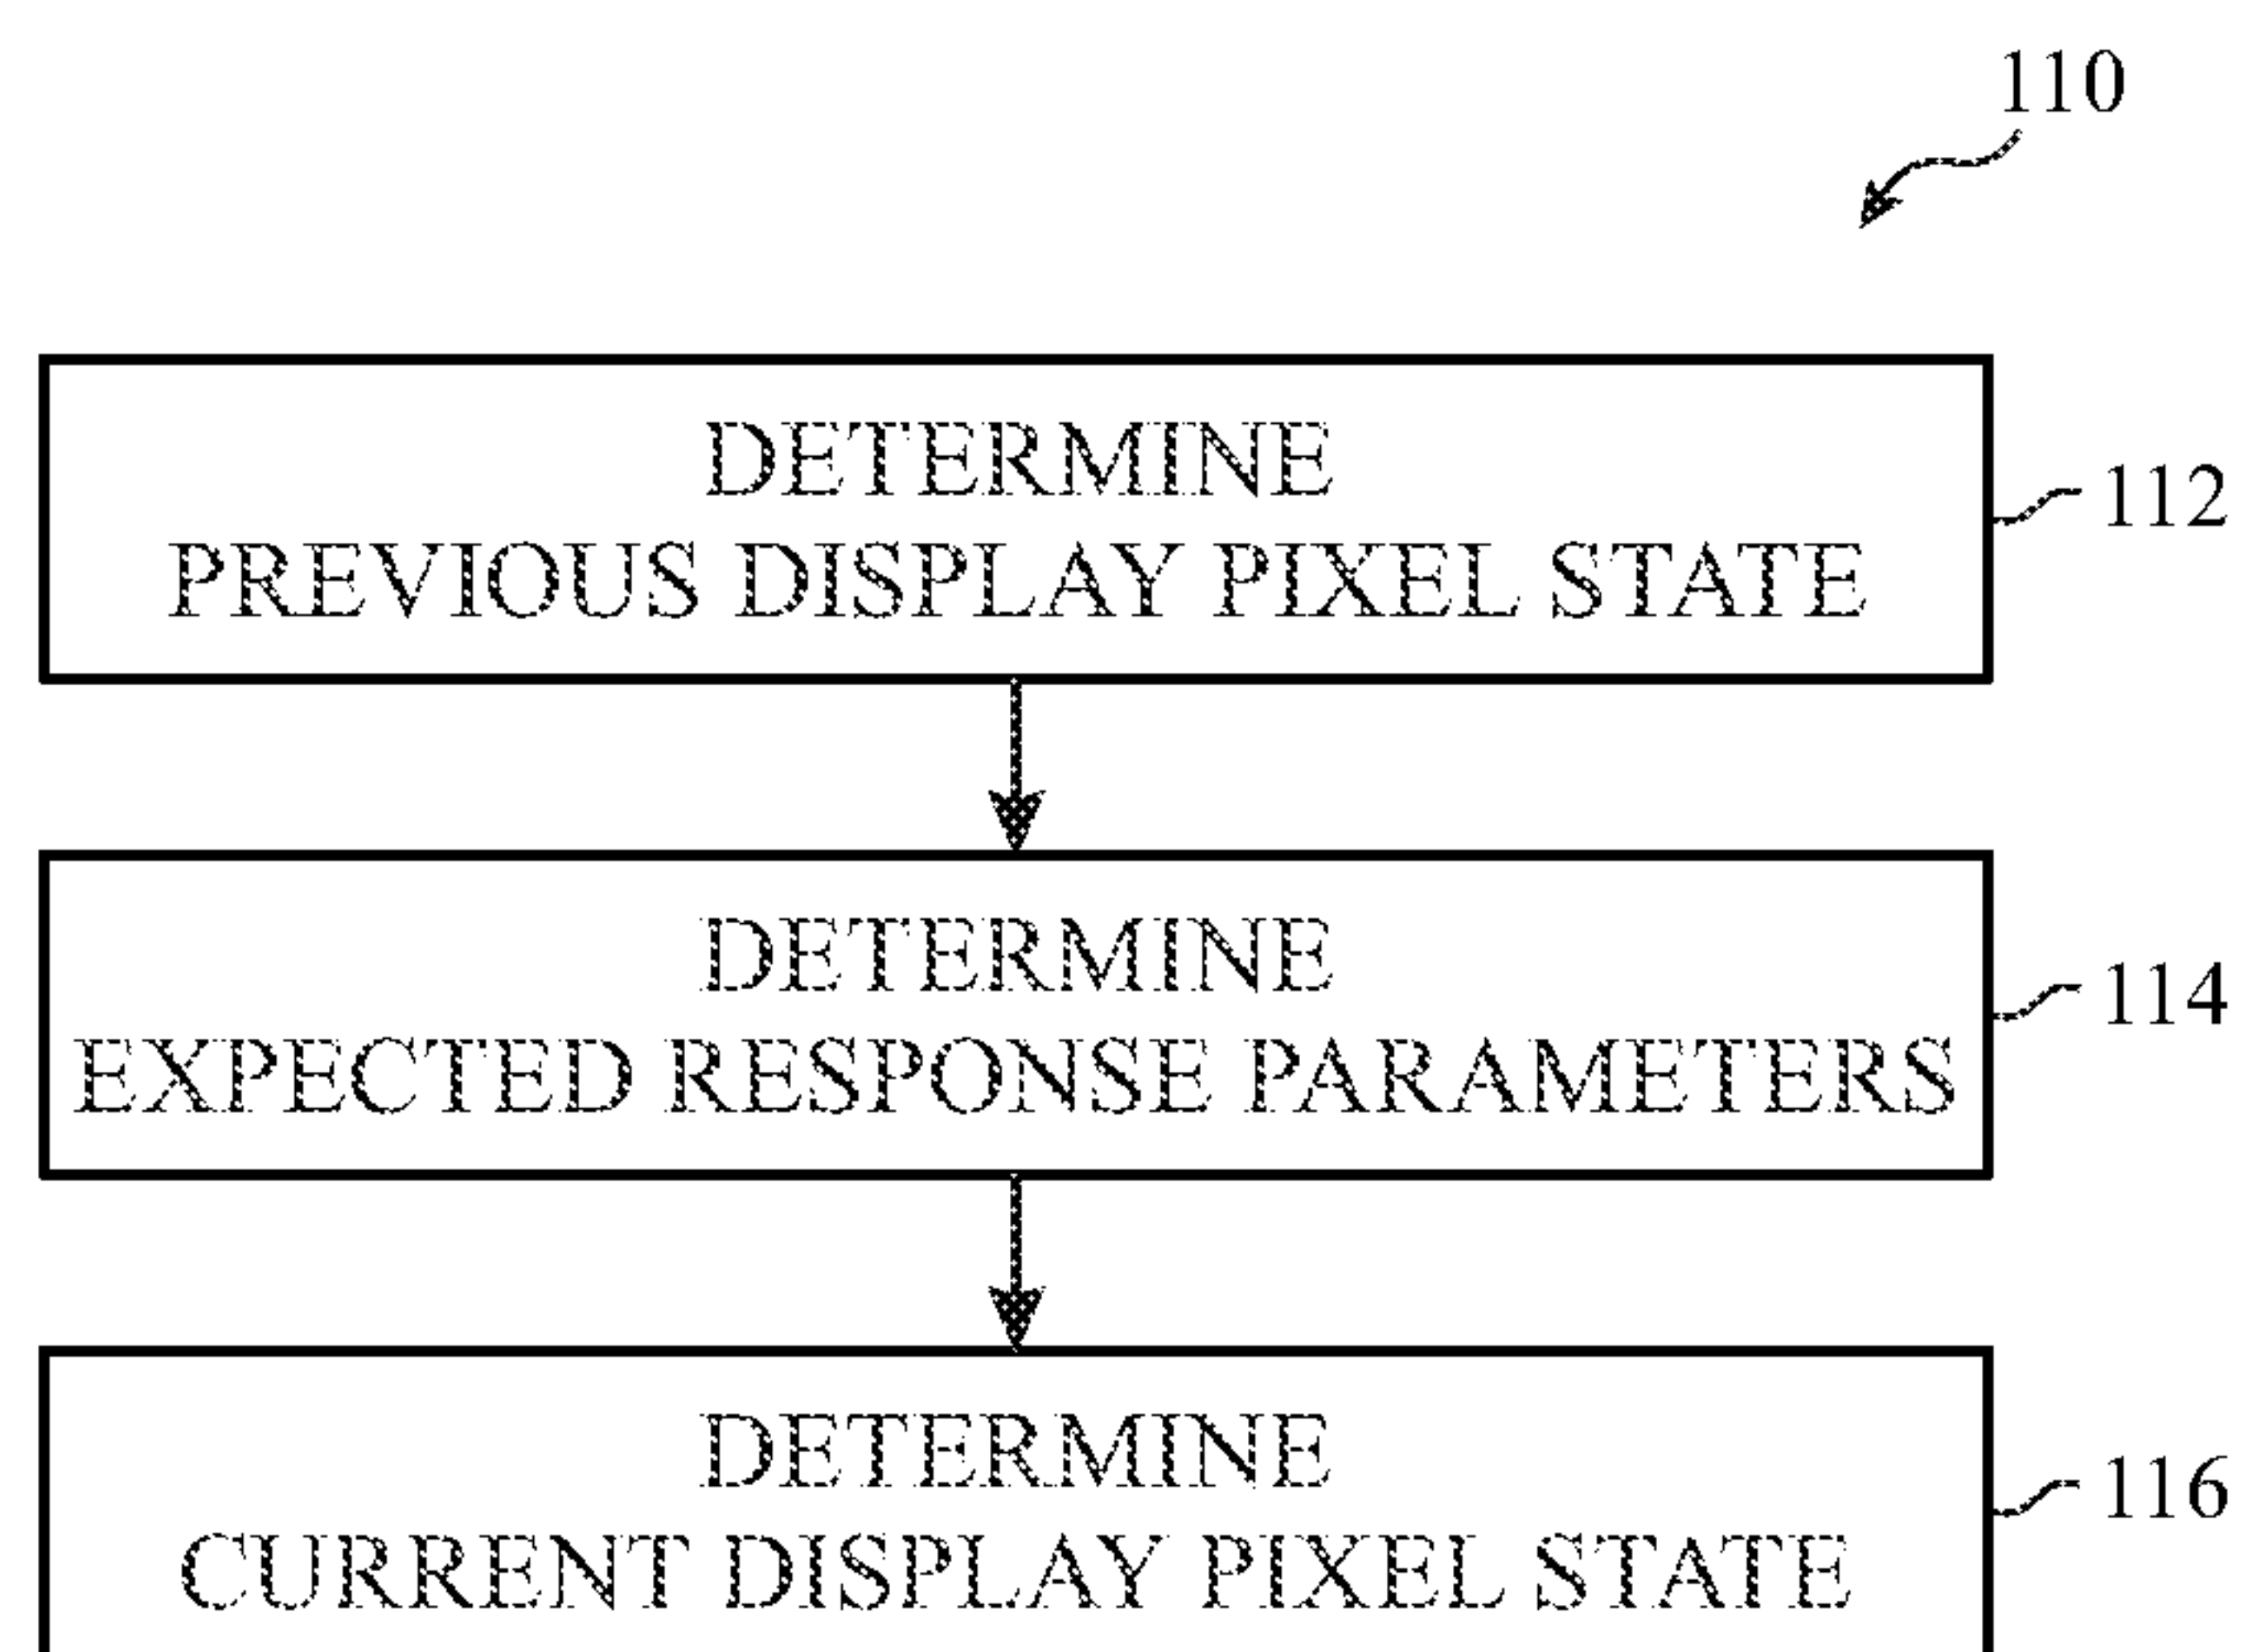 110
DETERMINE
PREVIOUS DISPLAY PIXEL STATE
112
DETERMINE
EXPECTED RESPONSE PARAMETERS
114
DETERMINE
CURRENT DISPLAY PIXEL STATE
116